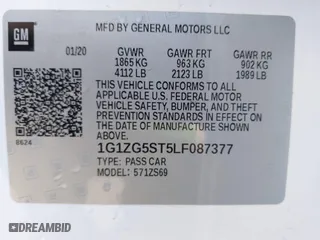 GM
MFD BY GENERAL MOTORS LLC
01/20 GVWR GAWR FRT GAWR RR
1865 KG 963 KG 902 KG
4112 LB 2123 LB 1989 LB
THIS VEHICLE CONFORMS TO ALL
APPLICABLE U.S. FEDERAL MOTOR VEHICLE
SAFETY, BUMPER, AND THEFT
PREVENTION STANDARDS IN EFFECT ON
THE DATE OF MANUFACTURE SHOWN ABOVE.
8624
1G1ZG5ST5LF087377
TYPE: PASS CAR
MODEL: 571ZS69
© DREAMBID dreambid.com